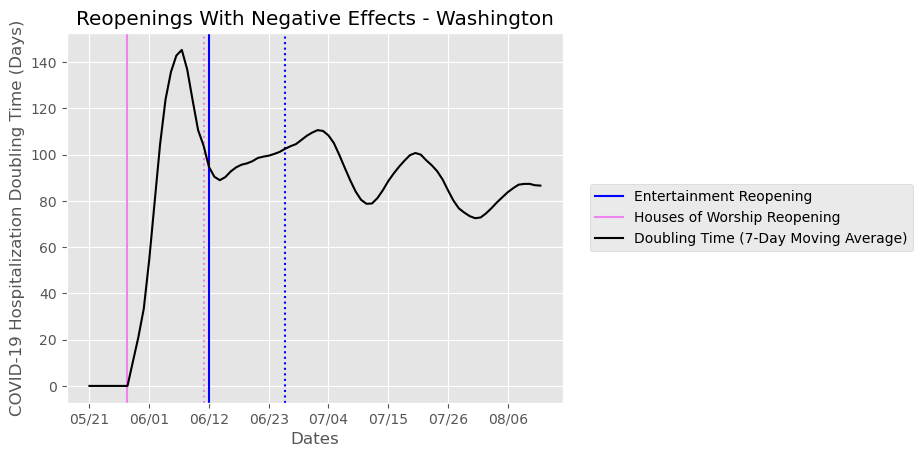 Reopenings With Negative Effects - Washington
COVID-19 Hospitalization Doubling Time (Days)
140
120
100
80
60
40
20
0
05/21 06/01 06/12 06/23 07/04 07/15 07/26 08/06
Dates
Entertainment Reopening
Houses of Worship Reopening
Doubling Time (7-Day Moving Average)